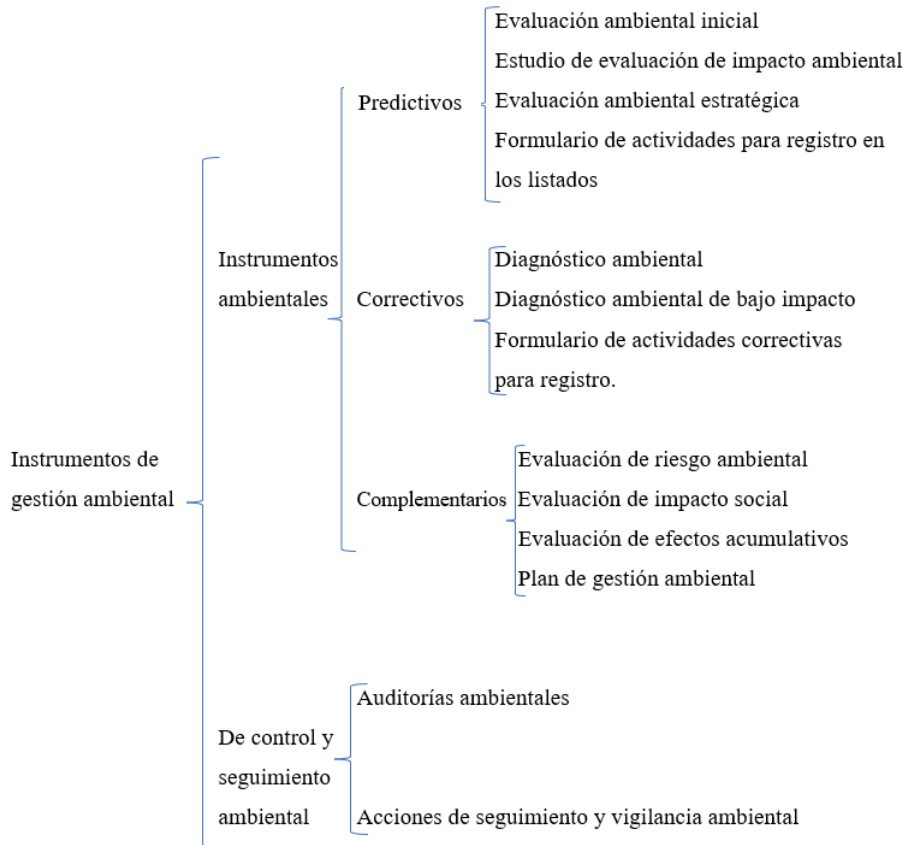 Evaluación ambiental inicial
Estudio de evaluación de impacto ambiental
Predictivos
Evaluación ambiental estratégica
Formulario de actividades para registro en
los listados
Instrumentos
ambientales
Diagnóstico ambiental
Correctivos
Diagnóstico ambiental de bajo impacto
Formulario de actividades correctivas
para registro.
Instrumentos de
gestión ambiental
Evaluación de riesgo ambiental
Complementarios
Evaluación de impacto social
Evaluación de efectos acumulativos
Plan de gestión ambiental
De control y
seguimiento
ambiental
Auditorías ambientales
Acciones de seguimiento y vigilancia ambiental